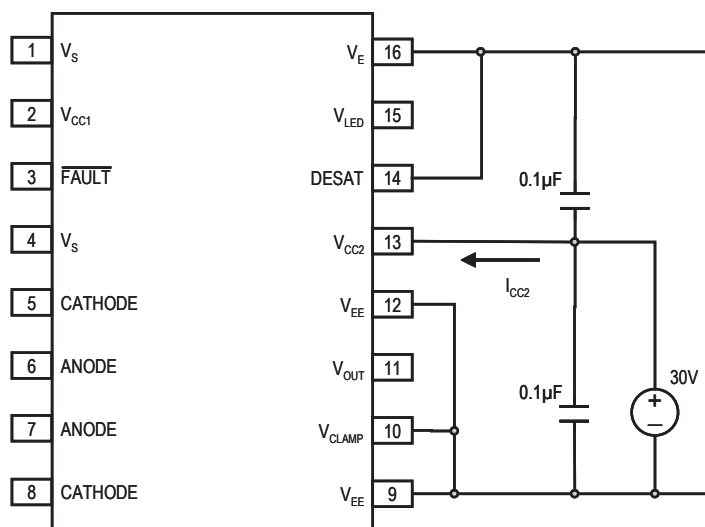 1 V_S
V_E 16
2 V_CC1
V_LED 15
3 FAULT
DESAT 14
0.1µF
4 V_S
V_CC2 13
I_CC2
5 CATHODE
V_EE 12
6 ANODE
V_OUT 11
30V
0.1µF
+
–
7 ANODE
V_CLAMP 10
8 CATHODE
V_EE 9